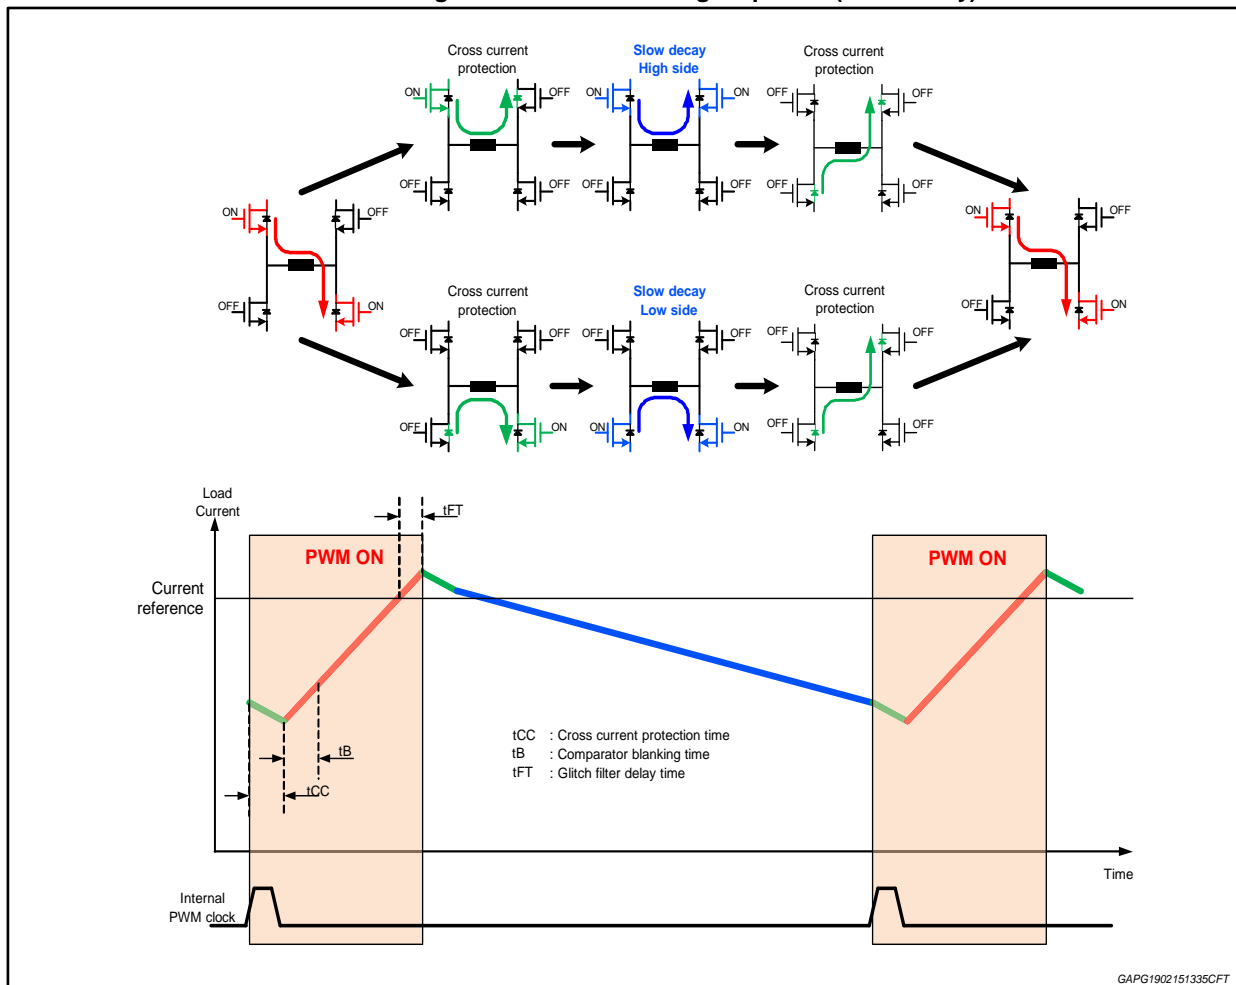 Cross current
protection
Slow decay
High side
Cross current
protection
ON
OFF
ON
ON
OFF
OFF
OFF
OFF
OFF
OFF
OFF
ON
OFF
OFF
ON
ON
OFF
OFF
ON
Cross current
protection
Slow decay
Low side
Cross current
protection
OFF
OFF
OFF
OFF
OFF
OFF
OFF
ON
ON
ON
OFF
OFF
Load
Current
tFT
PWM ON
PWM ON
Current
reference
tCC : Cross current protection time
tB : Comparator blanking time
tFT : Glitch filter delay time
tB
tCC
Time
Internal
PWM clock
GAPG1902151335CFT